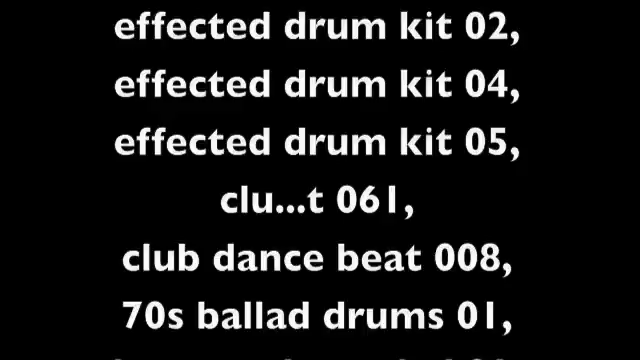 effected drum kit 02,
effected drum kit 04,
effected drum kit 05,
clu...t 061,
club dance beat 008,
70s ballad drums 01,